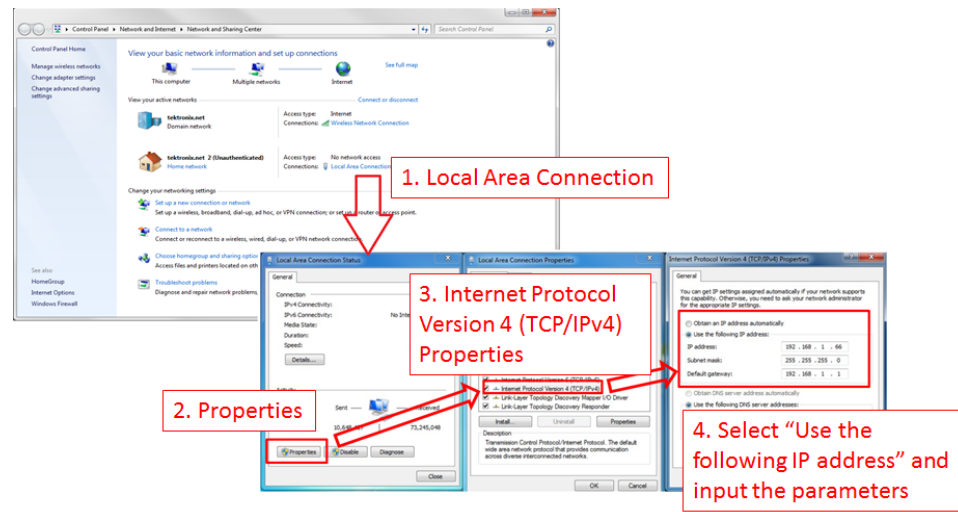 Control Panel
Network and Internet
Network and Sharing Center
Search Control Panel
Control Panel Home
Manage wireless networks
Change adapter settings
Change advanced sharing
settings
See also
HomeGroup
Internet Options
Windows Firewall
View your basic network information and set up connections
See full map
This computer
Multiple networks
Internet
View your active networks
Connect or disconnect
tektronix.net
Domain network
Access type: Internet
Connections: Wireless Network Connection
tektronix.net 2 (Unauthenticated)
Home network
Access type: No network access
Connections: Local Area Connection
Change your networking settings
Set up a new connection or network
Set up a wireless, broadband, dial-up, ad hoc, or VPN connection; or set up a router or access point.
Connect to a network
Connect or reconnect to a wireless, wired, dial-up, or VPN network connection.
Choose homegroup and sharing optio
Access files and printers located on oth
Troubleshoot problems
Diagnose and repair network problems,
1. Local Area Connection
Local Area Connection Status
General
Connection
IPv4 Connectivity:
IPv6 Connectivity:
No Inte
Media State:
Duration:
Speed:
Details...
2. Properties
Sent
Received
73,245,048
Properties
Disable
Diagnose
Close
Local Area Connection Properties
3. Internet Protocol
Version 4 (TCP/IPv4)
Properties
Internet Protocol Version 4 (TCP/IPv4)
Link-Layer Topology Discovery Mapper I/O Driver
Link-Layer Topology Discovery Responder
Install...
Uninstall
Properties
Description
Transmission Control Protocol/Internet Protocol. The default
wide area network protocol that provides communication
across diverse interconnected networks.
OK
Cancel
Internet Protocol Version 4 (TCP/IPv4) Properties
General
You can get IP settings assigned automatically if your network supports
this capability. Otherwise, you need to ask your network administrator
for the appropriate IP settings.
Obtain an IP address automatically
Use the following IP address:
IP address: 192 . 168 . 1 . 66
Subnet mask: 255 . 255 . 255 . 0
Default gateway: 192 . 168 . 1 . 1
Obtain DNS server address automatically
Use the following DNS server addresses:
4. Select “Use the
following IP address” and
input the parameters